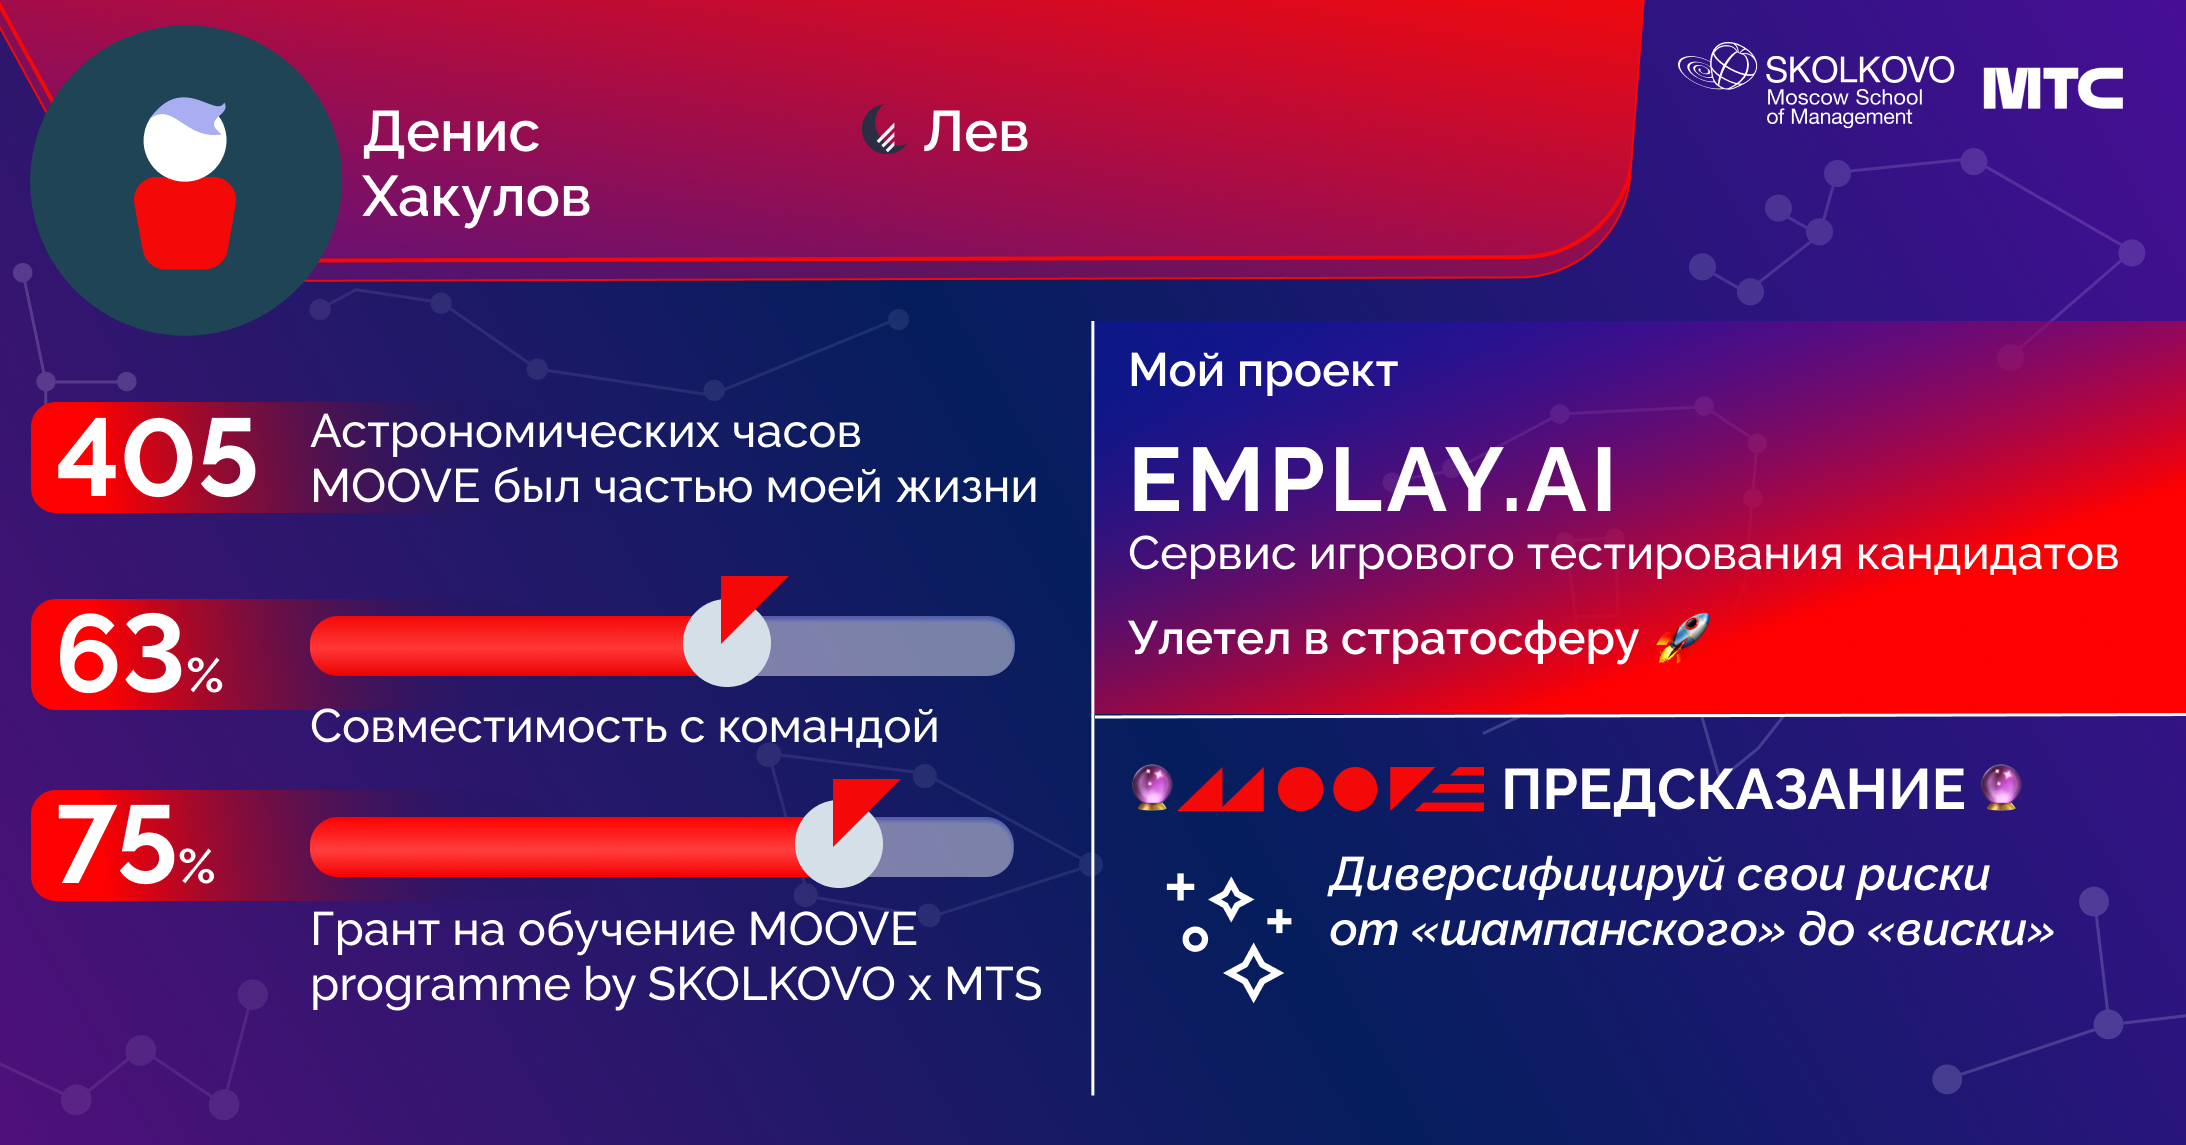 Денис
Хакулов
Лев
SKOLKOVO
Moscow School
of Management
МТС
405
Астрономических часов
MOOVE был частью моей жизни
63%
Совместимость с командой
75%
Грант на обучение MOOVE
programme by SKOLKOVO x MTS
Мой проект
EMPLAY.AI
Сервис игрового тестирования кандидатов
Улетел в стратосферу 🚀
🔮 MOOVE ПРЕДСКАЗАНИЕ 🔮
Диверсифицируй свои риски
от «шампанского» до «виски»